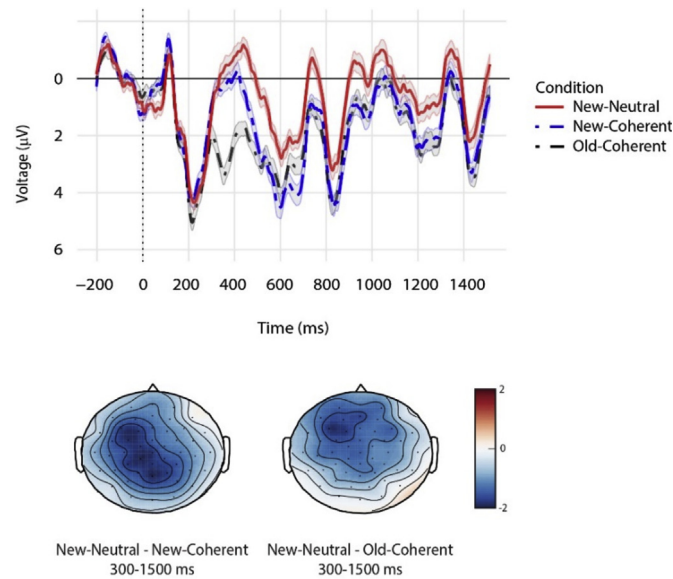 0
2
4
6
Voltage (µV)
−200
0
200
400
600
800
1000
1200
1400
Time (ms)
Condition
New-Neutral
New-Coherent
Old-Coherent
2
0
-2
New-Neutral - New-Coherent
300-1500 ms
New-Neutral - Old-Coherent
300-1500 ms